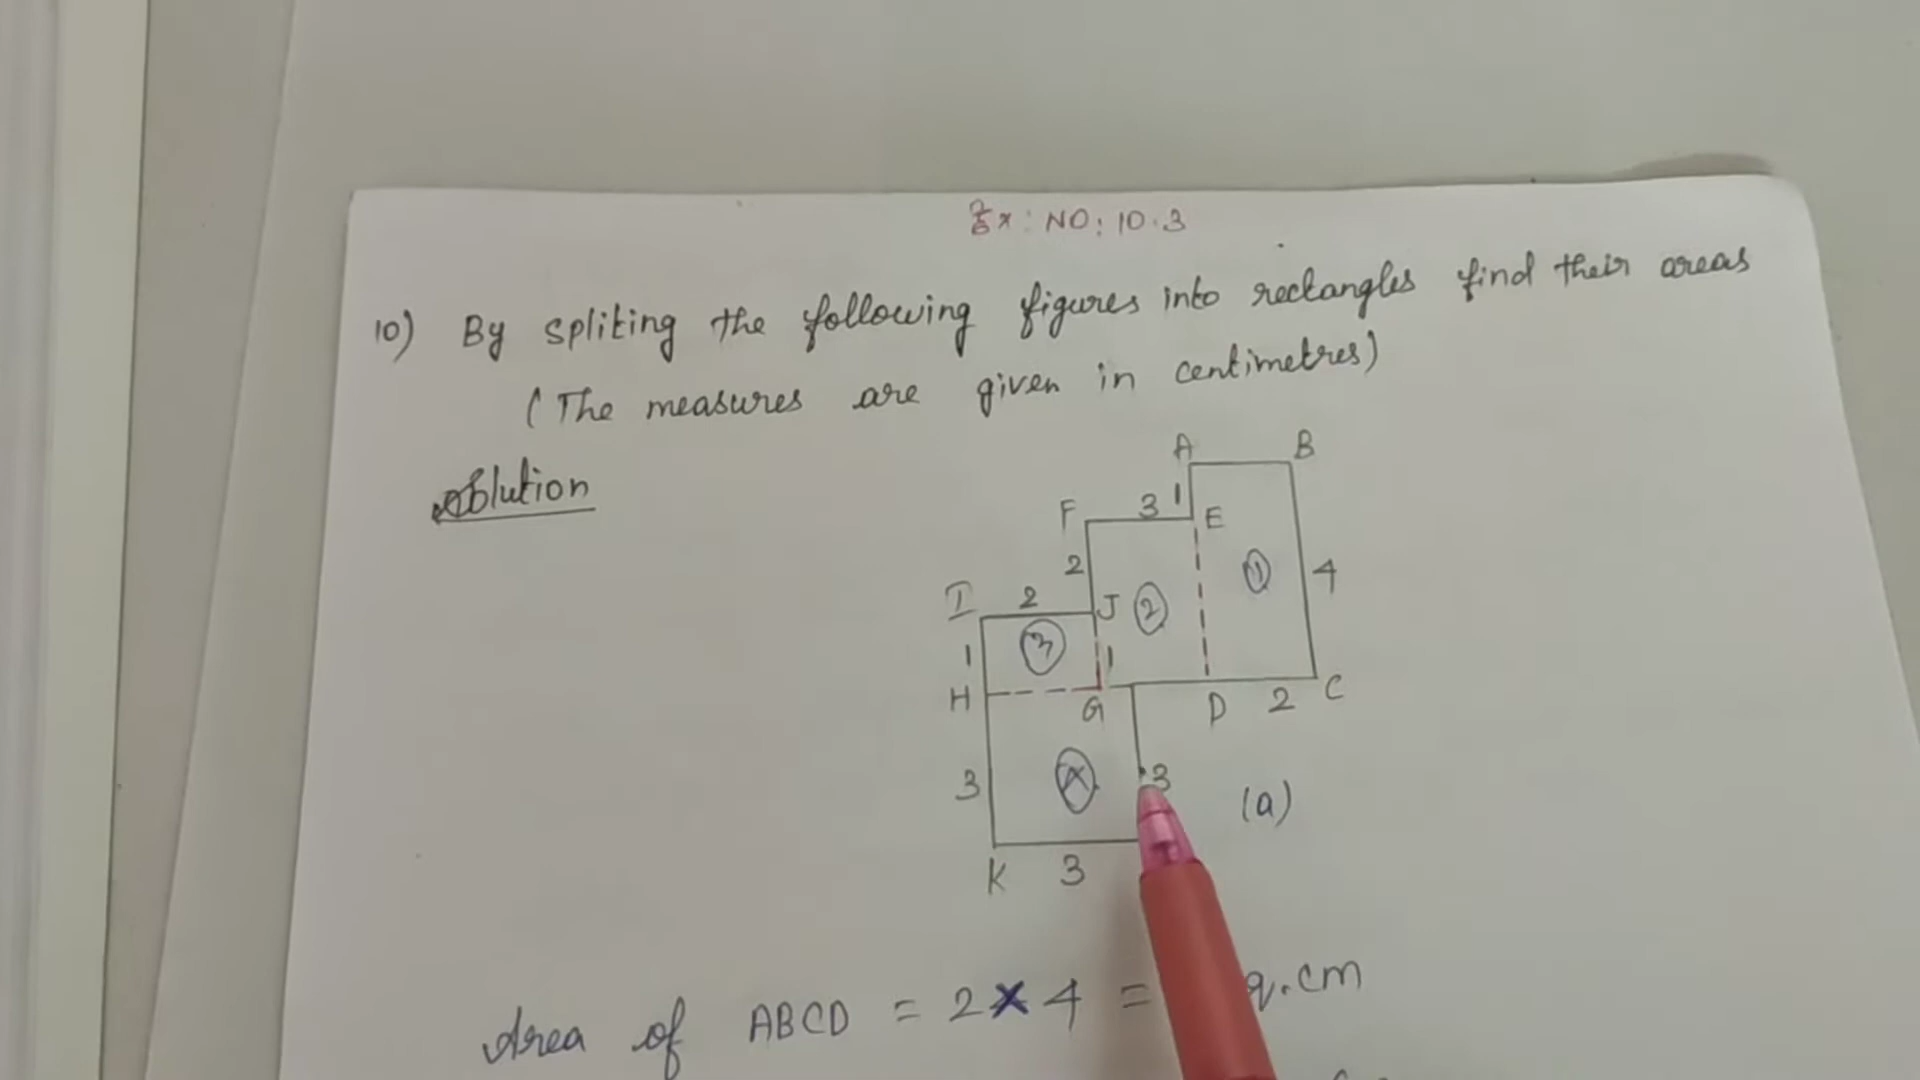 Ex: NO: 10.3
10) By spliting the following figures into rectangles find their areas
(The measures are given in centimetres)
Solution
A B
F 3 1 E
2 1 4
I 2 J 2
1 3 1
H G D 2 C
3 4 3 (a)
K 3
Area of ABCD = 2 x 4 = q.cm